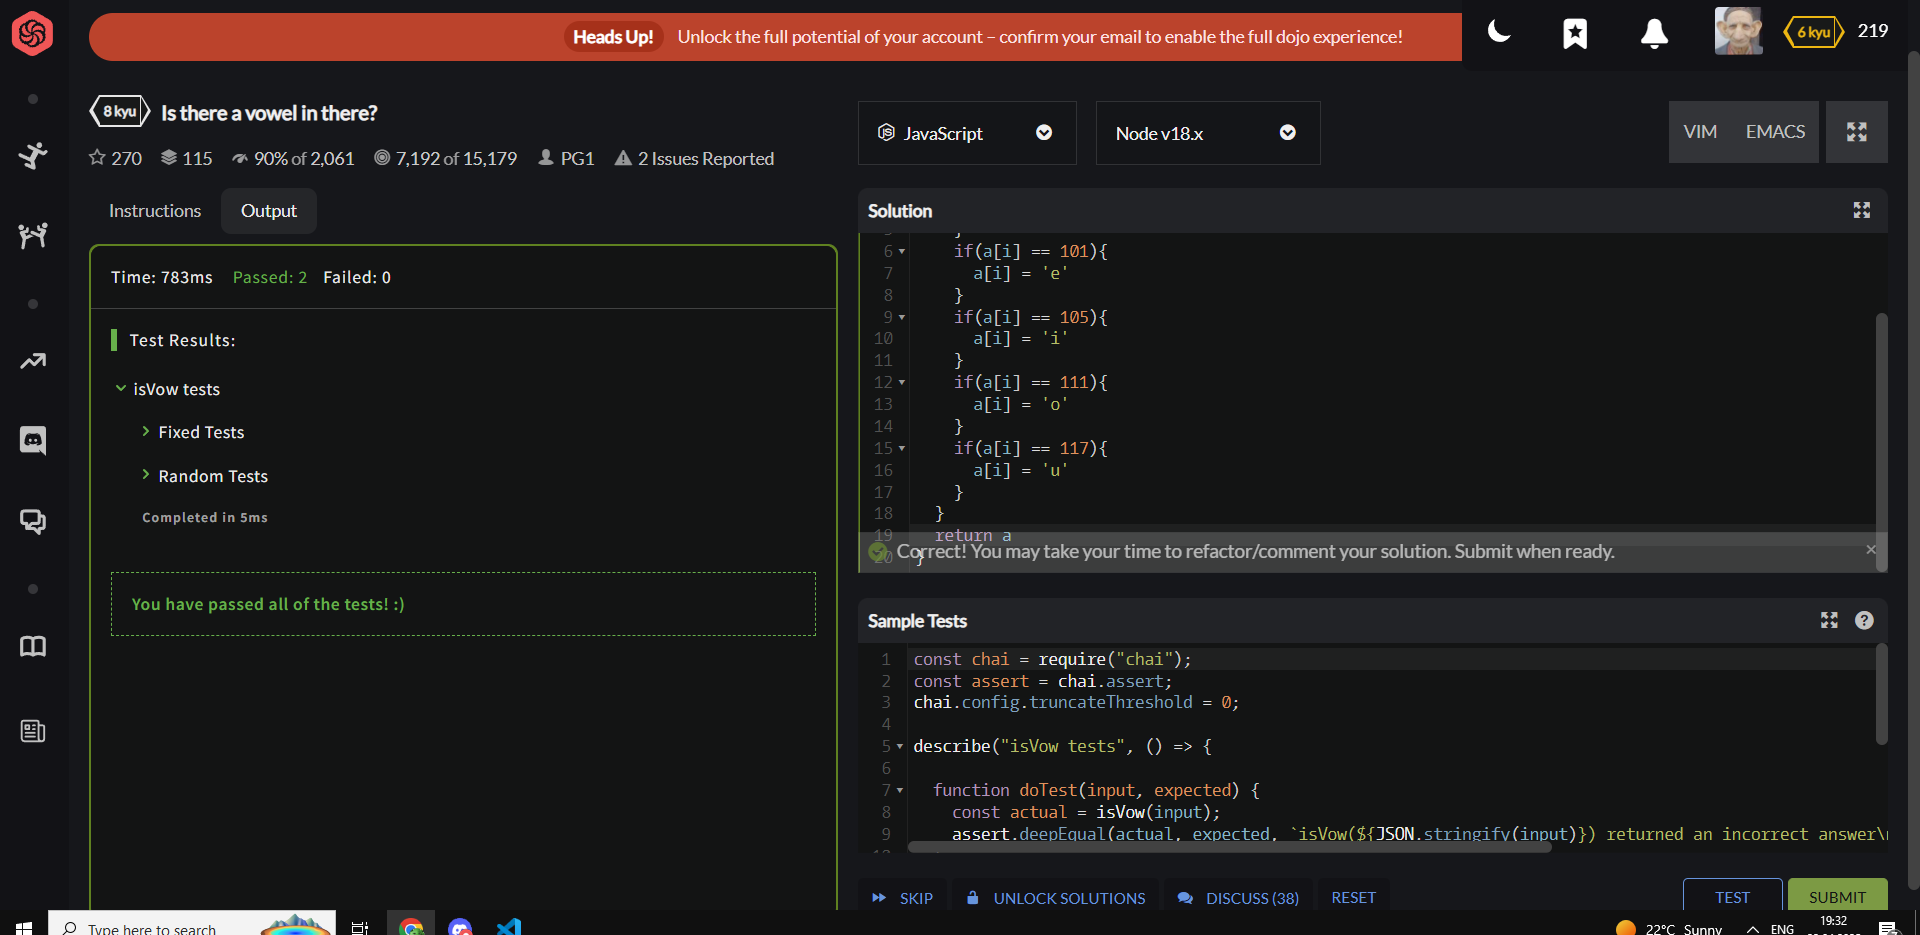 Heads Up! Unlock the full potential of your account – confirm your email to enable the full dojo experience!
6 kyu 219
8 kyu Is there a vowel in there?
270 115 90% of 2,061 7,192 of 15,179 PG1 2 Issues Reported
JavaScript
Node v18.x
VIM EMACS
Instructions Output
Time: 783ms Passed: 2 Failed: 0
Test Results:
isVow tests
Fixed Tests
Random Tests
Completed in 5ms
You have passed all of the tests! :)
Solution
6 if(a[i] == 101){
7 a[i] = 'e'
8 }
9 if(a[i] == 105){
10 a[i] = 'i'
11 }
12 if(a[i] == 111){
13 a[i] = 'o'
14 }
15 if(a[i] == 117){
16 a[i] = 'u'
17 }
18 }
19 return a
20 }
Correct! You may take your time to refactor/comment your solution. Submit when ready. ×
Sample Tests
1 const chai = require("chai");
2 const assert = chai.assert;
3 chai.config.truncateThreshold = 0;
4
5 describe("isVow tests", () => {
6
7 function doTest(input, expected) {
8 const actual = isVow(input);
9 assert.deepEqual(actual, expected, `isVow(${JSON.stringify(input)}) returned an incorrect answer\
SKIP UNLOCK SOLUTIONS DISCUSS (38) RESET TEST SUBMIT
Type here to search
22°C Sunny ENG 19:32